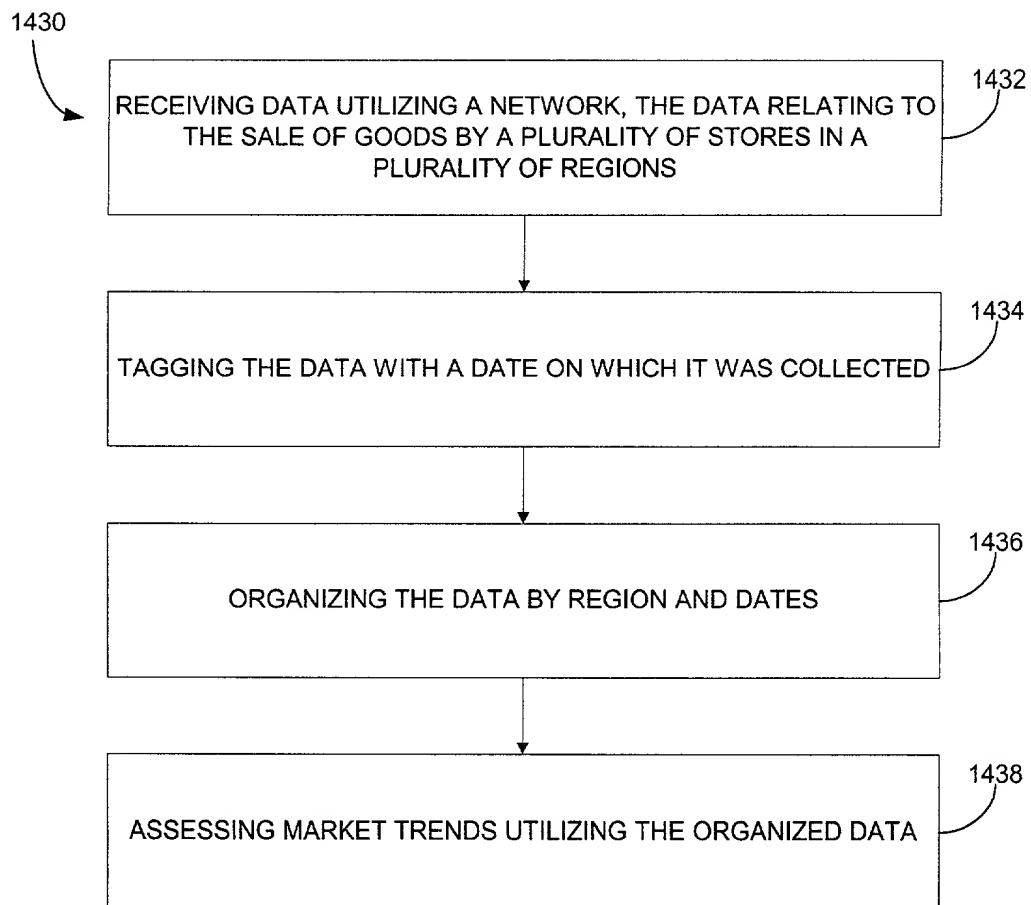 1430
1432
RECEIVING DATA UTILIZING A NETWORK, THE DATA RELATING TO
THE SALE OF GOODS BY A PLURALITY OF STORES IN A
PLURALITY OF REGIONS
1434
TAGGING THE DATA WITH A DATE ON WHICH IT WAS COLLECTED
1436
ORGANIZING THE DATA BY REGION AND DATES
1438
ASSESSING MARKET TRENDS UTILIZING THE ORGANIZED DATA